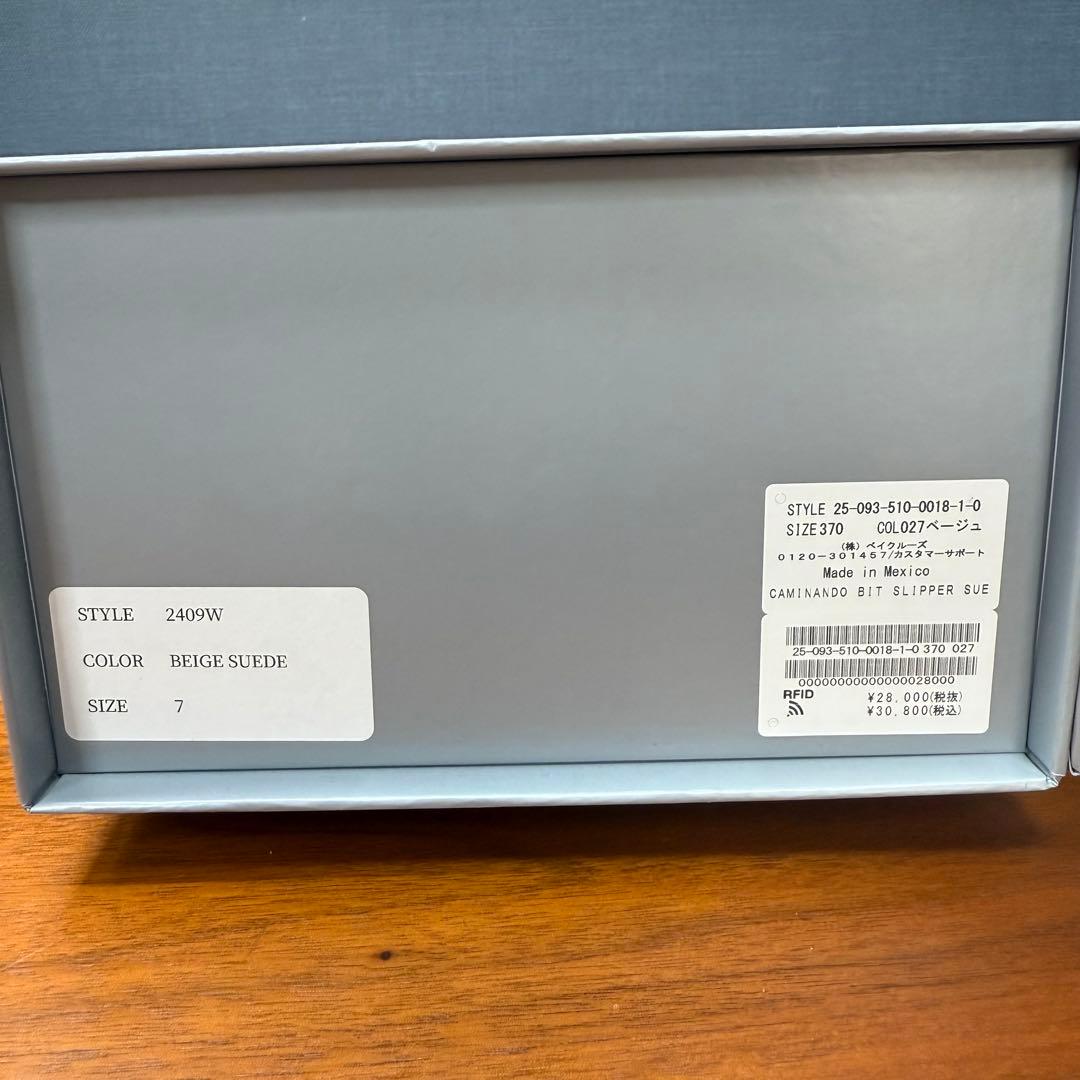 STYLE 2409W
COLOR BEIGE SUEDE
SIZE 7
STYLE 25-093-510-0018-1-0
SIZE370 COL027ベージュ
(株) ベイクルーズ
0120-301457/カスタマーサポート
Made in Mexico
CAMINANDO BIT SLIPPER SUE
25-093-510-0018-1-0 370 027
00000000000000028000
RFID
¥28,000(税抜)
¥30,800(税込)